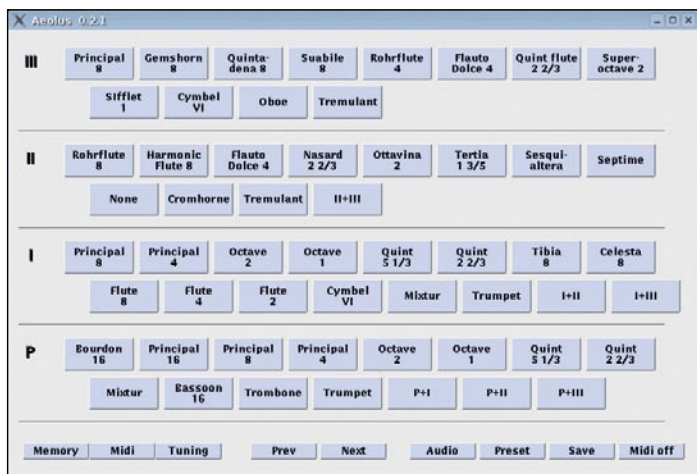 Aeolus 0.2.1
III
Principal 8
Gemshorn 8
Quinta-dena 8
Suabile 8
Rohrflute 4
Flauto Dolce 4
Quint flute 2 2/3
Super-octave 2
Sifflet 1
Cymbel VI
Oboe
Tremulant
II
Rohrflute 8
Harmonic Flute 8
Flauto Dolce 4
Nasard 2 2/3
Ottavina 2
Tertia 1 3/5
Sesqui-altera
Septime
None
Cromhorne
Tremulant
II+III
I
Principal 8
Principal 4
Octave 2
Octave 1
Quint 5 1/3
Quint 2 2/3
Tibia 8
Celesta 8
Flute 8
Flute 4
Flute 2
Cymbel VI
Mixtur
Trumpet
I+II
I+III
P
Bourdon 16
Principal 16
Principal 8
Principal 4
Octave 2
Octave 1
Quint 5 1/3
Quint 2 2/3
Mixtur
Bassoon 16
Trombone
Trumpet
P+I
P+II
P+III
Memory
Midi
Tuning
Prev
Next
Audio
Preset
Save
Midi off